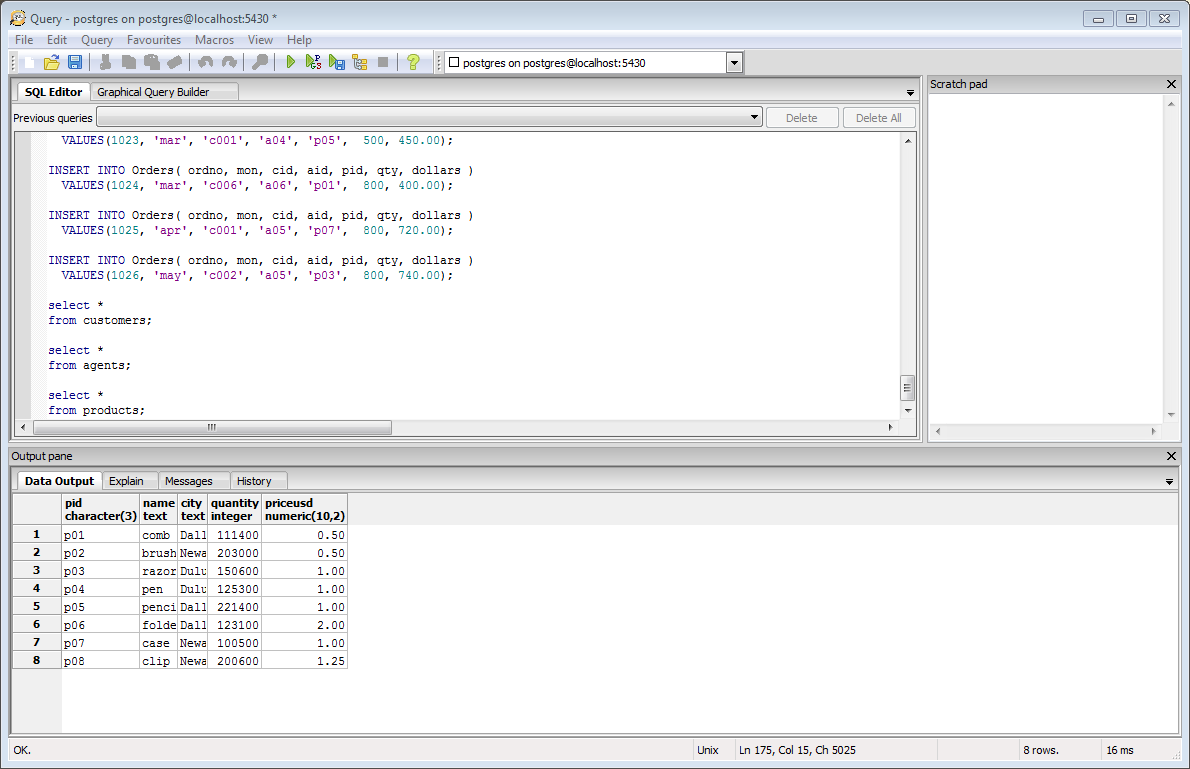 Query - postgres on postgres@localhost:5430 *
File Edit Query Favourites Macros View Help
postgres on postgres@localhost:5430
SQL Editor Graphical Query Builder
Scratch pad
Previous queries Delete Delete All
VALUES(1023, 'mar', 'c001', 'a04', 'p05',  500, 450.00);
INSERT INTO Orders( ordno, mon, cid, aid, pid, qty, dollars )
VALUES(1024, 'mar', 'c006', 'a06', 'p01',  800, 400.00);
INSERT INTO Orders( ordno, mon, cid, aid, pid, qty, dollars )
VALUES(1025, 'apr', 'c001', 'a05', 'p07',  800, 720.00);
INSERT INTO Orders( ordno, mon, cid, aid, pid, qty, dollars )
VALUES(1026, 'may', 'c002', 'a05', 'p03',  800, 740.00);
select *
from customers;
select *
from agents;
select *
from products;
Output pane
Data Output Explain Messages History
pid name city quantity priceusd
character(3) text text integer numeric(10,2)
1 p01 comb Dall 111400 0.50
2 p02 brush Newa 203000 0.50
3 p03 razor Dulu 150600 1.00
4 p04 pen Dulu 125300 1.00
5 p05 penci Dall 221400 1.00
6 p06 folde Dall 123100 2.00
7 p07 case Newa 100500 1.00
8 p08 clip Newa 200600 1.25
OK. Unix Ln 175, Col 15, Ch 5025 8 rows. 16 ms